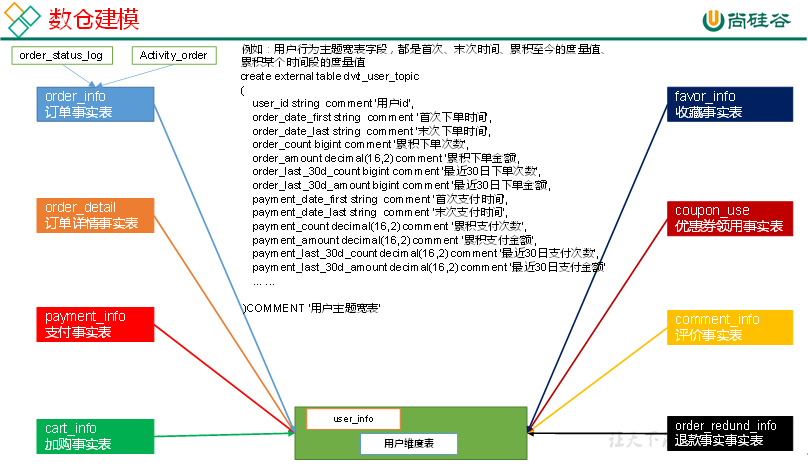 数仓建模
尚硅谷
order_status_log
Activity_order
例如：用户行为主题宽表字段，都是首次、末次时间、累积至今的度量值、
累积某个时间段的度量值
create external table dwt_user_topic
(
user_id string comment '用户id',
order_date_first string comment '首次下单时间',
order_date_last string comment '末次下单时间',
order_count bigint comment '累积下单次数',
order_amount decimal(16,2) comment '累积下单金额',
order_last_30d_count bigint comment '最近30日下单次数',
order_last_30d_amount bigint comment '最近30日下单金额',
payment_date_first string comment '首次支付时间',
payment_date_last string comment '末次支付时间',
payment_count decimal(16,2) comment '累积支付次数',
payment_amount decimal(16,2) comment '累积支付金额',
payment_last_30d_count decimal(16,2) comment '最近30日支付次数',
payment_last_30d_amount decimal(16,2) comment '最近30日支付金额'
... ...
)COMMENT '用户主题宽表'
order_info
订单事实表
order_detail
订单详情事实表
payment_info
支付事实表
cart_info
加购事实表
favor_info
收藏事实表
coupon_use
优惠券领用事实表
comment_info
评价事实表
order_redund_info
退款事实事实表
user_info
用户维度表
让天下